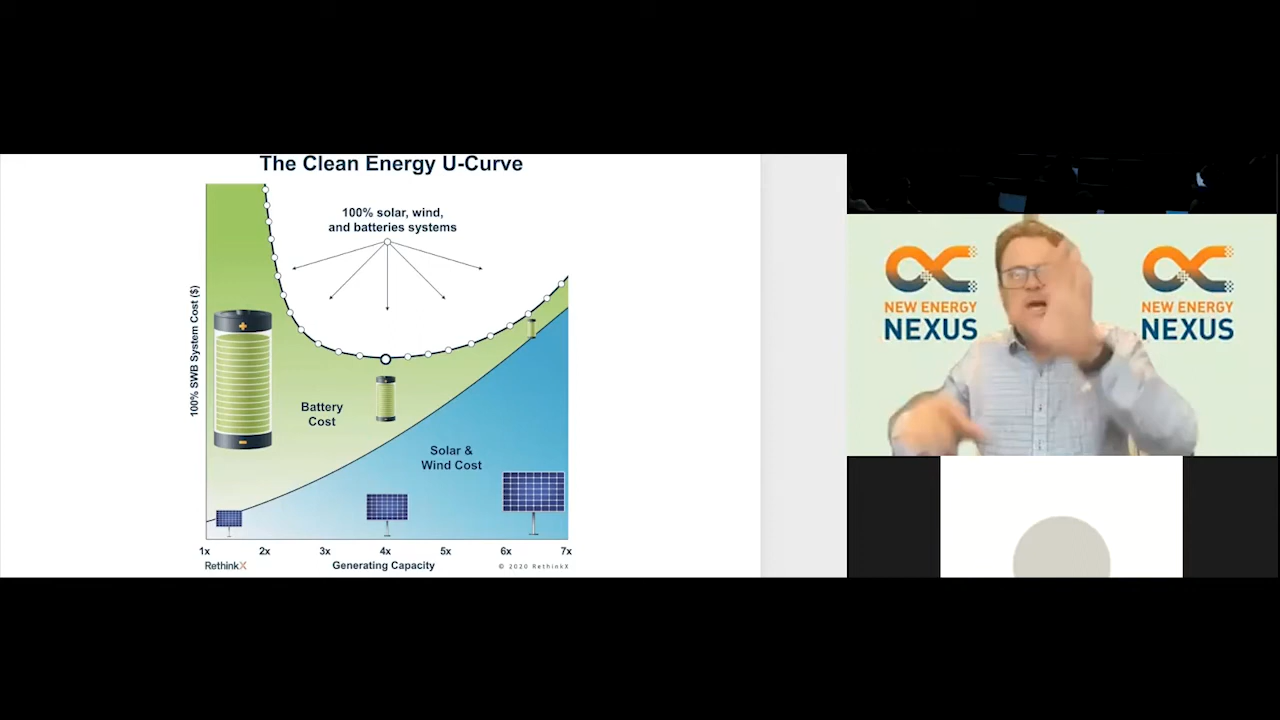 The Clean Energy U-Curve
100% solar, wind,
and batteries systems
100% SWB System Cost ($)
Battery
Cost
Solar &
Wind Cost
1x 2x 3x 4x 5x 6x 7x
RethinkX
Generating Capacity
© 2020 RethinkX
NEW ENERGY
NEXUS
NEW ENERGY
NEXUS